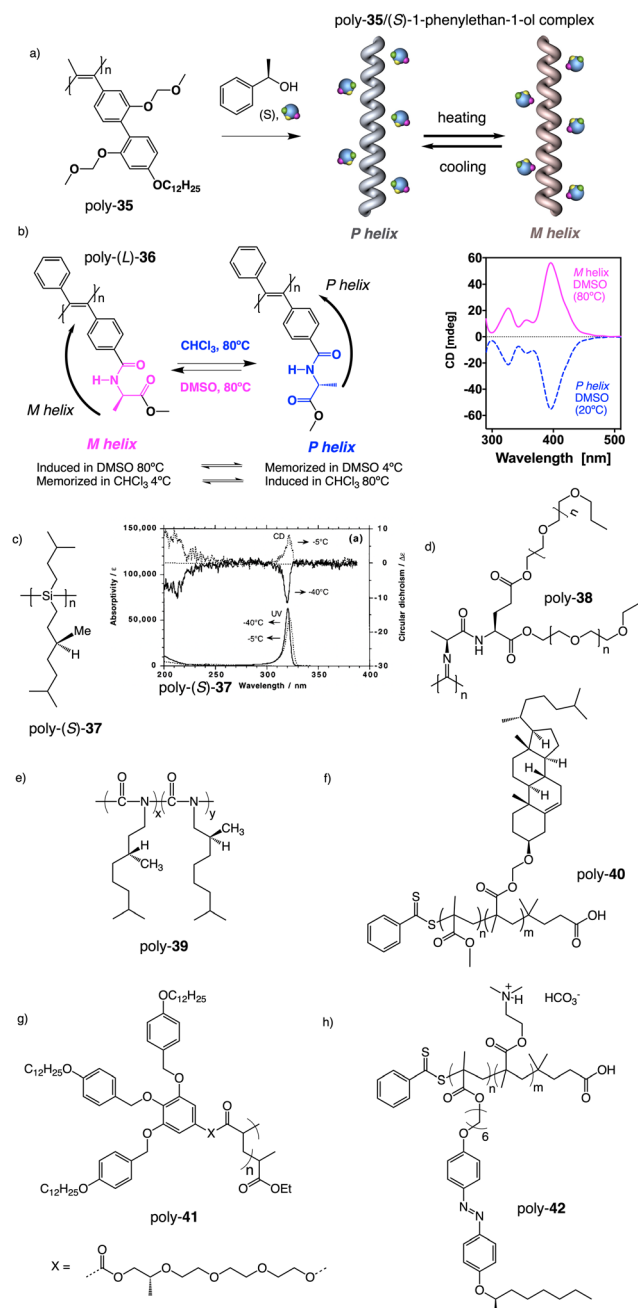 poly-35/(S)-1-phenylethan-1-ol complex
a)
n
O O
OH
(S),
O O
OC12H25
poly-35
heating
cooling
P helix
M helix
b)
poly-(L)-36
n
P helix
n
CHCl3, 80ºC
DMSO, 80ºC
O
H-N O
O
M helix
O
H-N
O
O
M helix
P helix
Induced in DMSO 80ºC
Memorized in DMSO 4ºC
Memorized in CHCl3 4ºC
Induced in CHCl3 80ºC
60
40
20
0
-20
-40
-60
CD [mdeg]
M helix
DMSO
(80ºC)
P helix
DMSO
(20ºC)
300 400 500
Wavelength [nm]
c)
Si
n
Me
H
poly-(S)-37
150,000
100,000
50,000
0
Absorptivity / ε
(a)
CD
-5°C
-40°C
UV
-40°C
-5°C
10
0
-10
-20
-30
Circular dichroism / Δε
200 250 300 350 400
Wavelength / nm
poly-(S)-37
d)
O
n
O
O
O
poly-38
O
H
N
O
O
O
O
n
O
N
n
e)
O O
C N C N
x y
H
CH3
CH3
H
poly-39
f)
H
H H
O
O
poly-40
S
S
O
O
n
m
O
O
OH
O
g)
OC12H25
C12H25O
O
O
O
O
X
n
O
OEt
C12H25O
poly-41
X =
O
O
O
O
O
O
h)
+
N-H
HCO3-
O
O
S
S
n
m
OH
O
O
O
6
O
N
N
O
poly-42